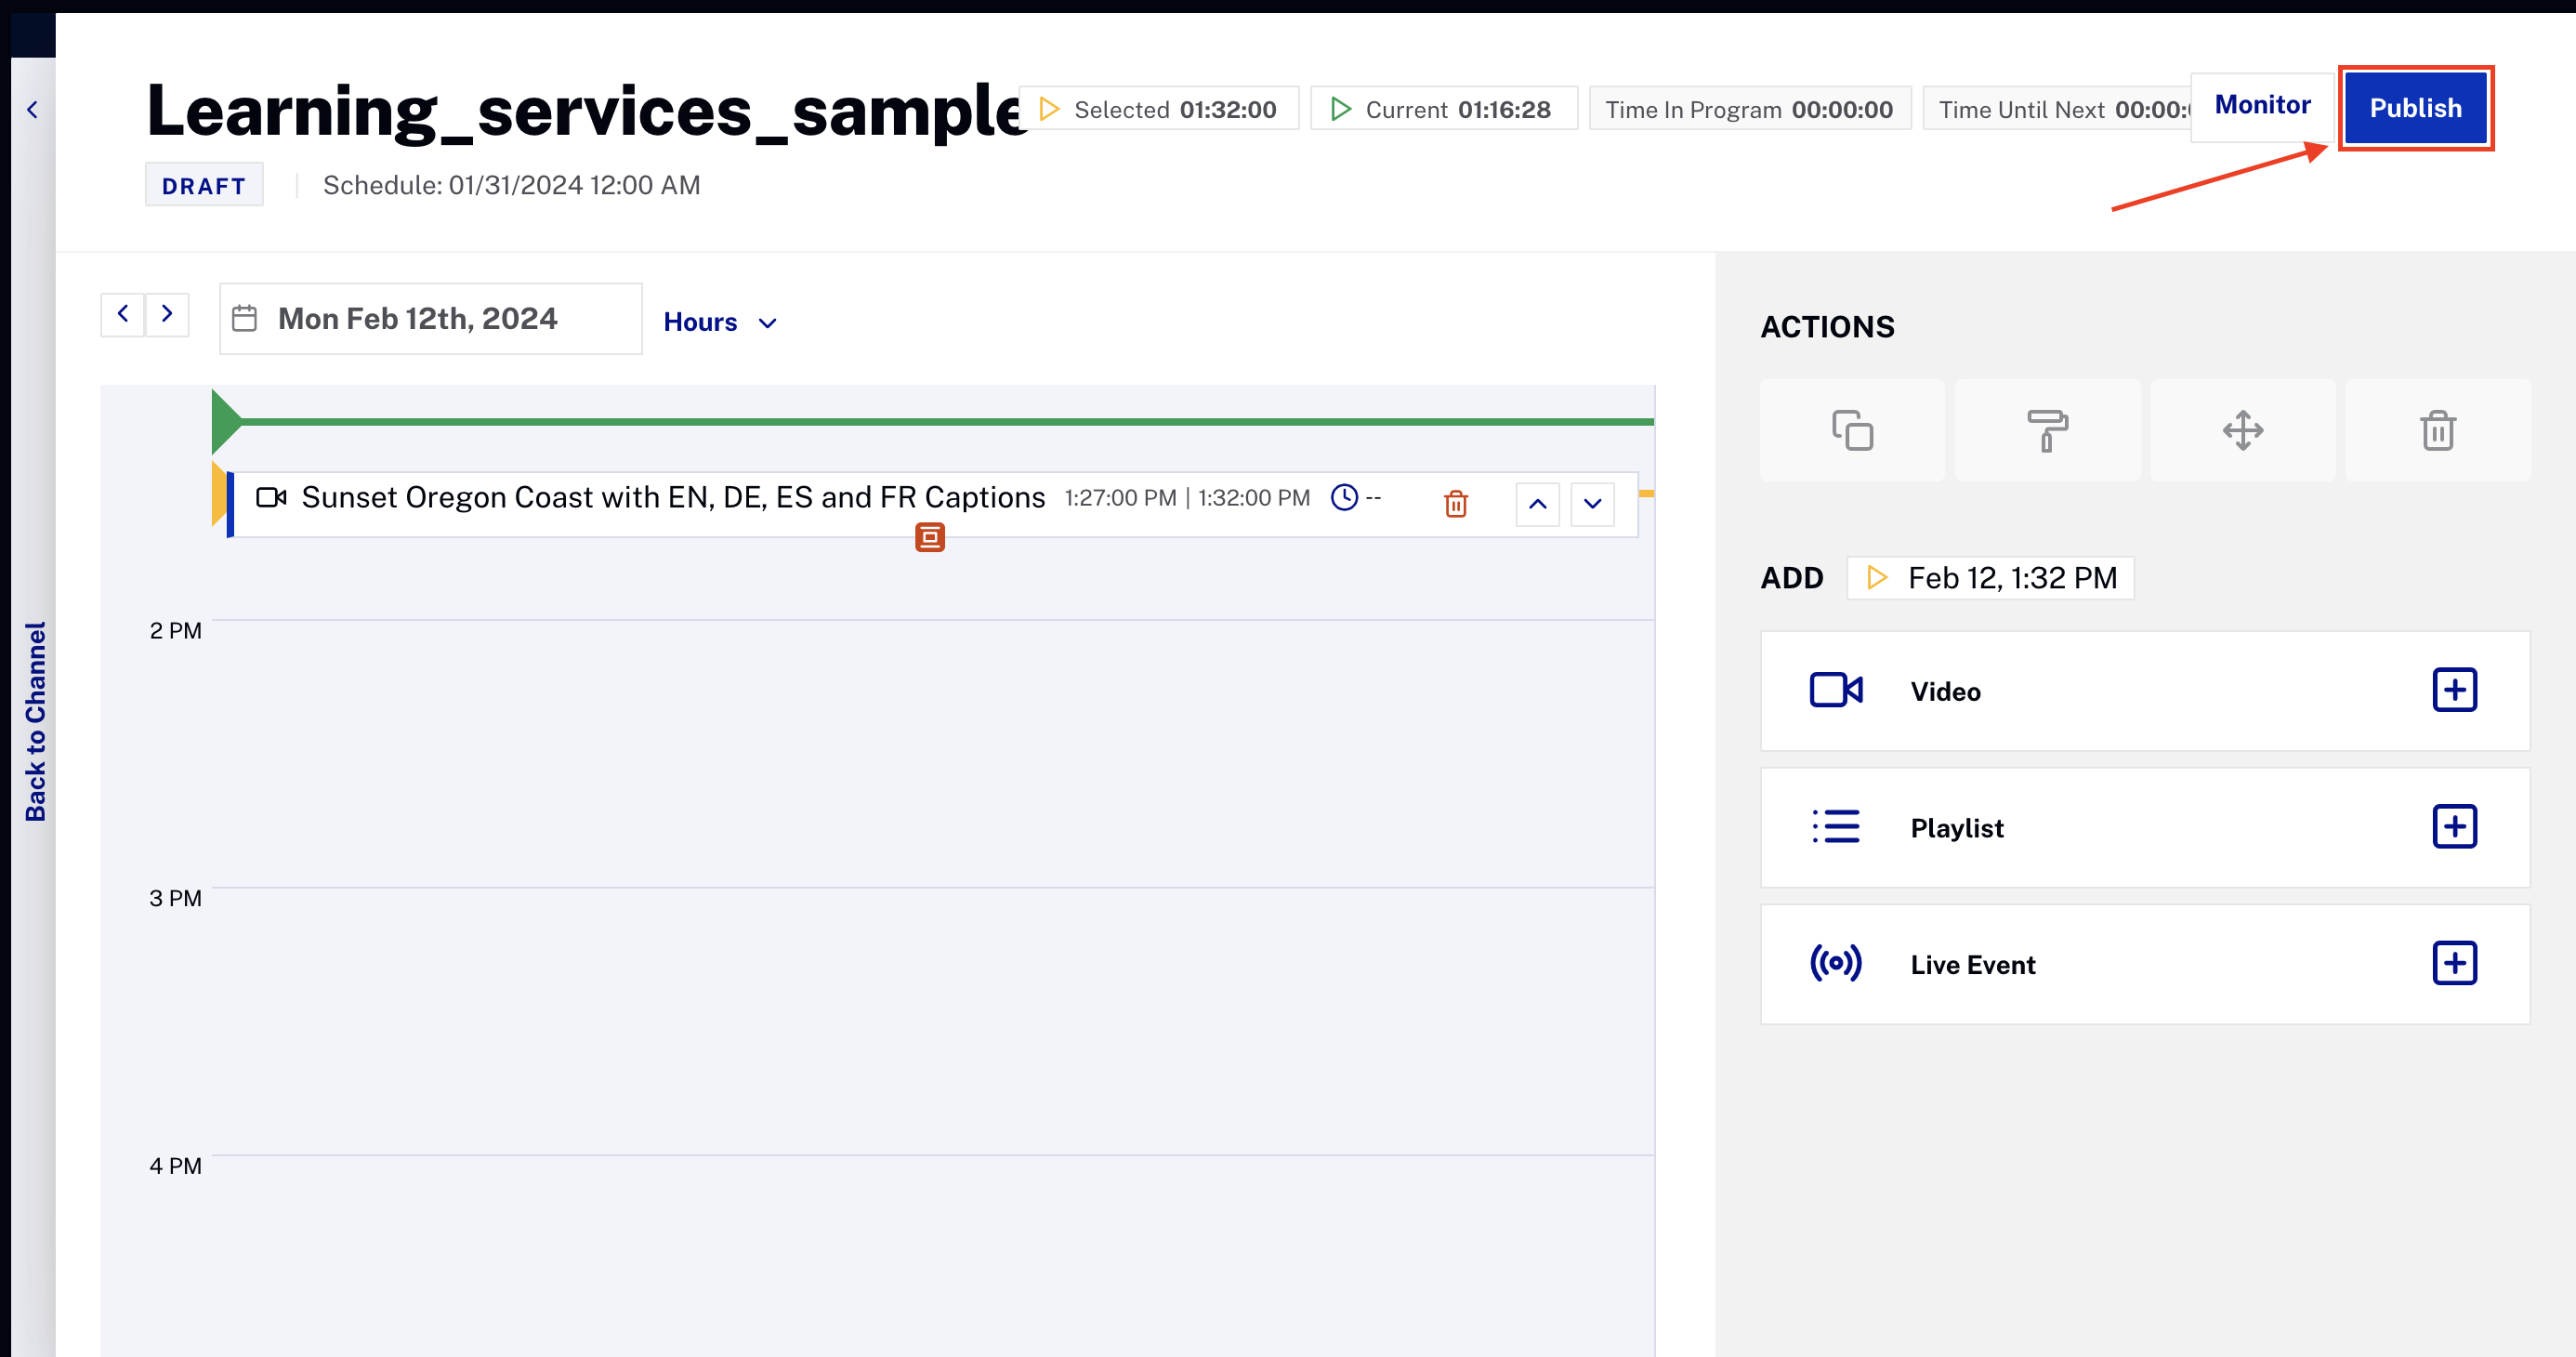 Learning_services_sample
Selected 01:32:00
Current 01:16:28
Time In Program 00:00:00
Time Until Next 00:00:
Monitor
Publish
DRAFT
Schedule: 01/31/2024 12:00 AM
Back to Channel
Mon Feb 12th, 2024
Hours
Sunset Oregon Coast with EN, DE, ES and FR Captions 1:27:00 PM | 1:32:00 PM --
2 PM
3 PM
4 PM
ACTIONS
ADD
Feb 12, 1:32 PM
Video
Playlist
Live Event